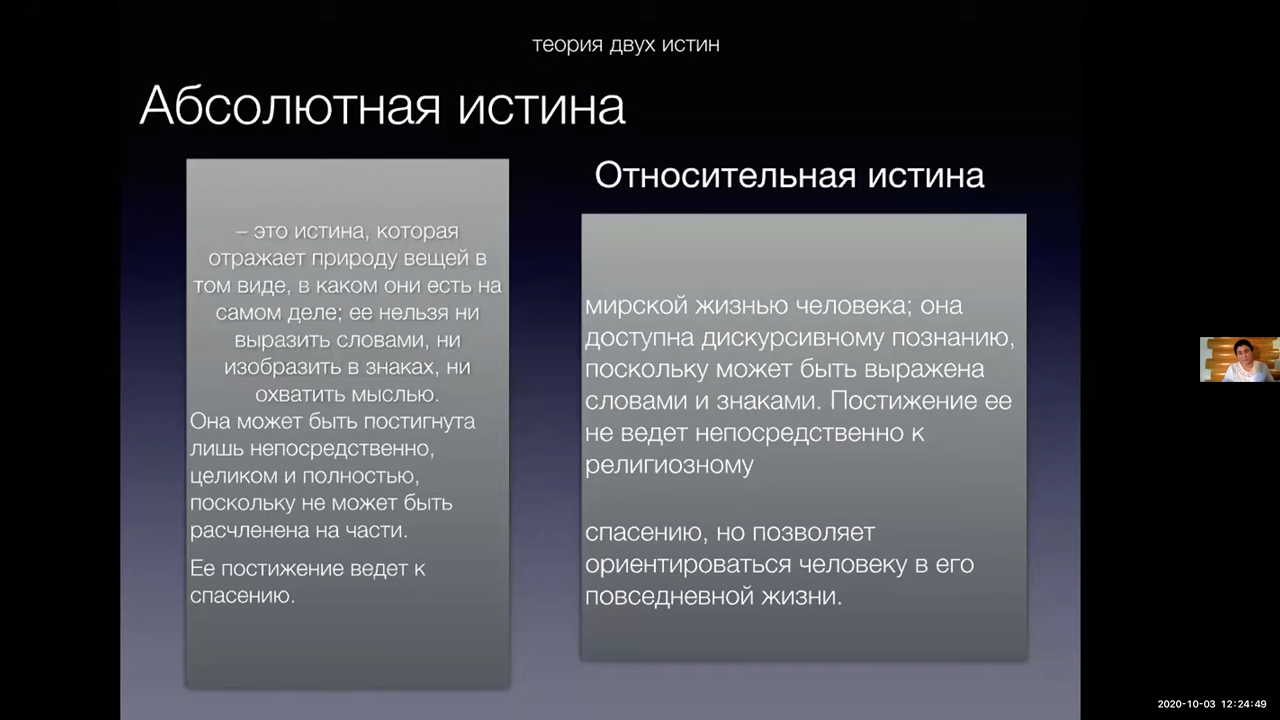 теория двух истин
Абсолютная истина
– это истина, которая
отражает природу вещей в
том виде, в каком они есть на
самом деле; ее нельзя ни
выразить словами, ни
изобразить в знаках, ни
охватить мыслью.
Она может быть постигнута
лишь непосредственно,
целиком и полностью,
поскольку не может быть
расчленена на части.
Ее постижение ведет к
спасению.
Относительная истина
мирской жизнью человека; она
доступна дискурсивному познанию,
поскольку может быть выражена
словами и знаками. Постижение ее
не ведет непосредственно к
религиозному
спасению, но позволяет
ориентироваться человеку в его
повседневной жизни.
2020-10-03 12:24:49